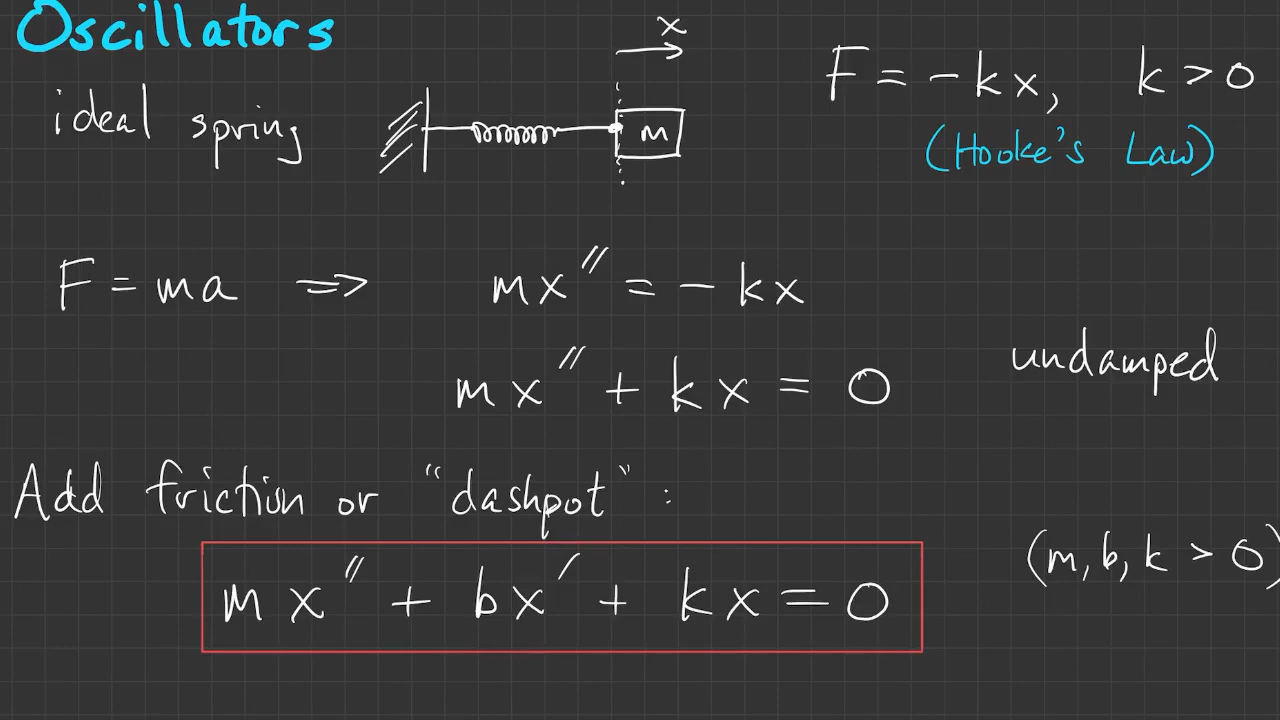 Oscillators
x
F = -kx, k > 0
ideal spring
m
(Hooke's Law)
F = ma ⟹ mx'' = -kx
mx'' + kx = 0
undamped
Add friction or "dashpot":
mx'' + bx' + kx = 0
(m, b, k > 0)